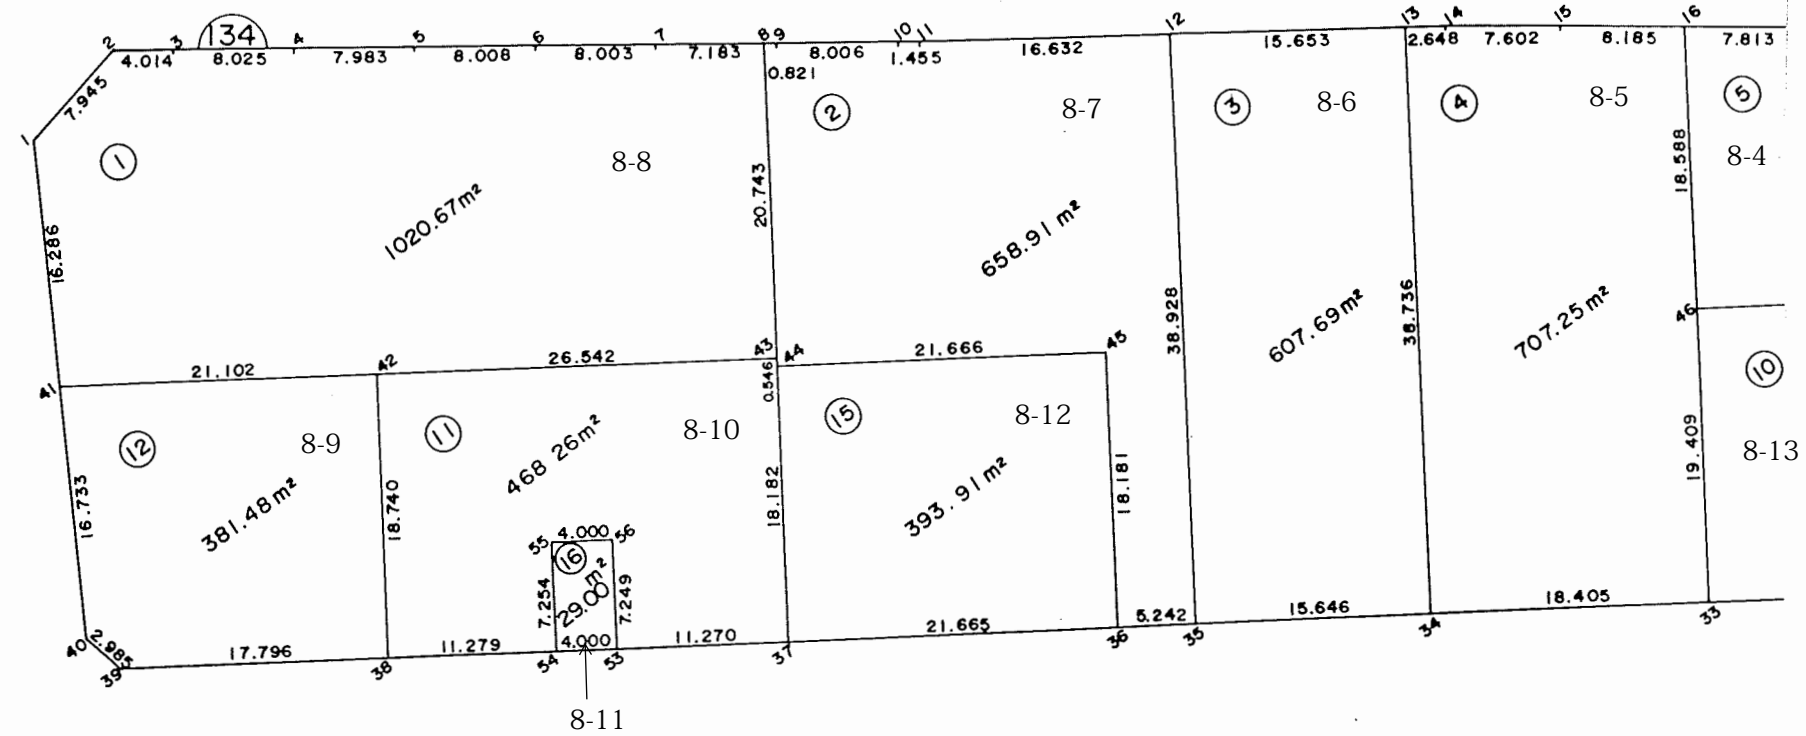 134
2 3 4 5 6 7 8 9 10 11 12 13 14 15 16
4.014 8.025 7.983 8.008 8.003 7.183 8.006 1.455 16.632 15.653 2.648 7.602 8.185 7.813
0.821
7.945
1
① ② ③ ④ ⑤
8-8 8-7 8-6 8-5 8-4
16.286 20.743 18.588
1020.67m² 658.91m² 607.69m² 707.25m²
38.928 38.736
46
41 21.102 42 26.542 43 44 21.666 45
0.546
⑫ ⑪ ⑮ ⑩
8-9 8-10 8-12 8-13
16.733 18.740 18.182 18.181 19.409
381.48m² 468 26m² 393.91m²
55 4.000 56
⑯
7.254 29.00 m² 7.249
40 2.985 39 17.796 38 11.279 54 4.000 53 11.270 37 21.665 36 5.242 35 15.646 34 18.405 33
8-11